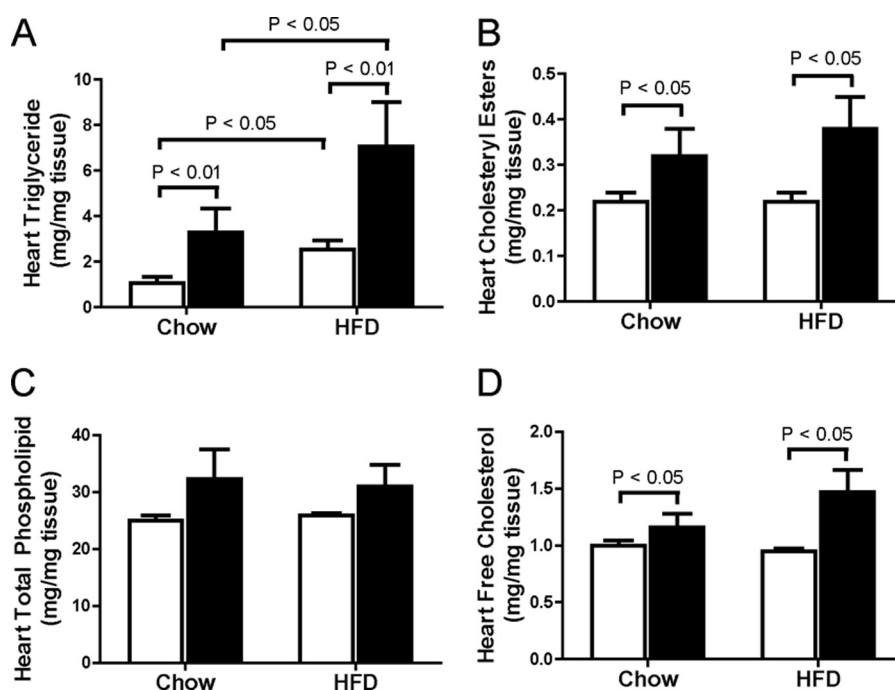 A
Heart Triglyceride
(mg/mg tissue)
10
8
6
4
2
0
P < 0.05
P < 0.01
P < 0.05
P < 0.01
Chow
HFD
B
Heart Cholesteryl Esters
(mg/mg tissue)
0.5
0.4
0.3
0.2
0.1
0.0
P < 0.05
P < 0.05
Chow
HFD
C
Heart Total Phospholipid
(mg/mg tissue)
40
30
20
10
0
Chow
HFD
D
Heart Free Cholesterol
(mg/mg tissue)
2.0
1.5
1.0
0.5
0.0
P < 0.05
P < 0.05
Chow
HFD